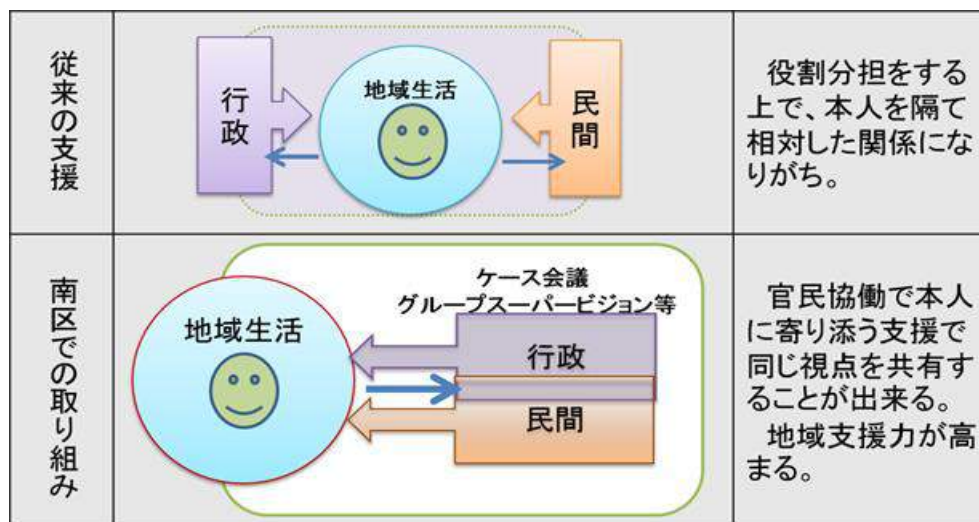 従来の支援
行政
地域生活
民間
役割分担をする
上で、本人を隔て
相対した関係にな
りがち。
南区での取り組み
ケース会議
グループスーパービジョン等
地域生活
行政
民間
官民協働で本人
に寄り添う支援で
同じ視点を共有す
ることが出来る。
地域支援力が高
まる。